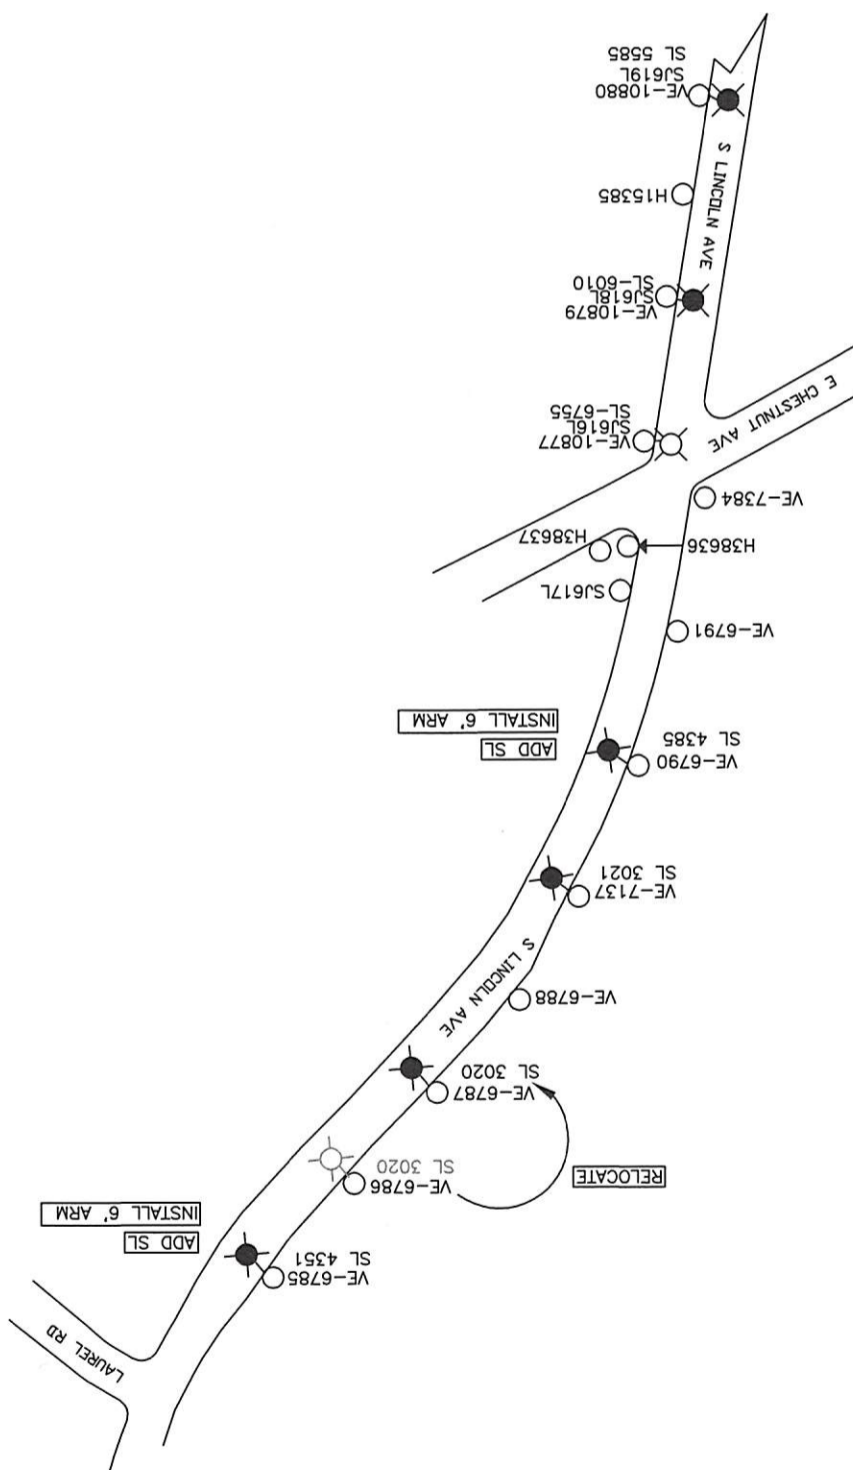 LAUREL RD
VE-6785
SL 4351
ADD SL
INSTALL 6' ARM
VE-6786
SL 3020
RELOCATE
VE-6787
SL 3020
S LINCOLN AVE
VE-6788
VE-7137
SL 3021
VE-6790
SL 4385
ADD SL
INSTALL 6' ARM
VE-6791
SJ617L
H38636
H38637
VE-7384
VE-10877
SJ616L
SL-6755
E CHESTNUT AVE
VE-10879
SJ618L
SL-6010
S LINCOLN AVE
H15385
VE-10880
SJ619L
SL 5585